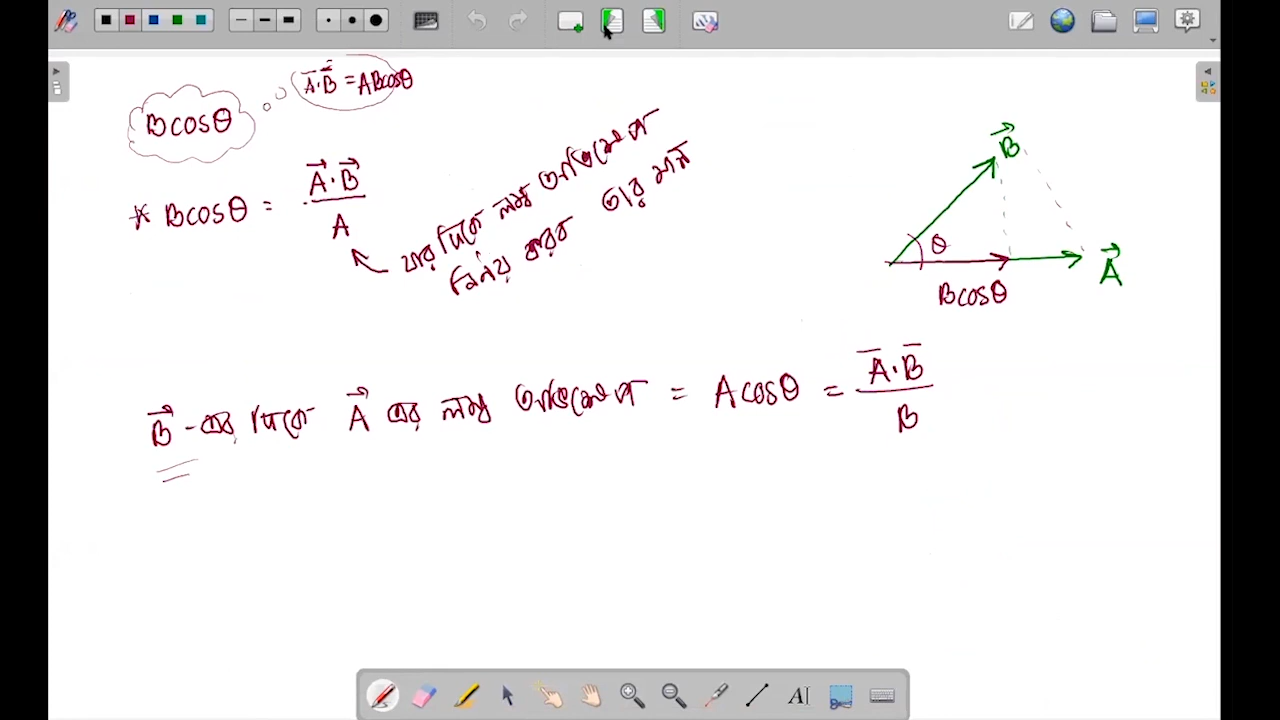 A⃗·B⃗ = ABcosθ
Bcosθ
* Bcosθ = A⃗·B⃗ / A
যার দিকে লম্ব অভিক্ষেপ
নির্ণয় করব তার মান
B⃗
θ
A⃗
Bcosθ
B⃗ -এর দিকে A⃗ এর লম্ব অভিক্ষেপ = Acosθ = A̅·B̅ / B